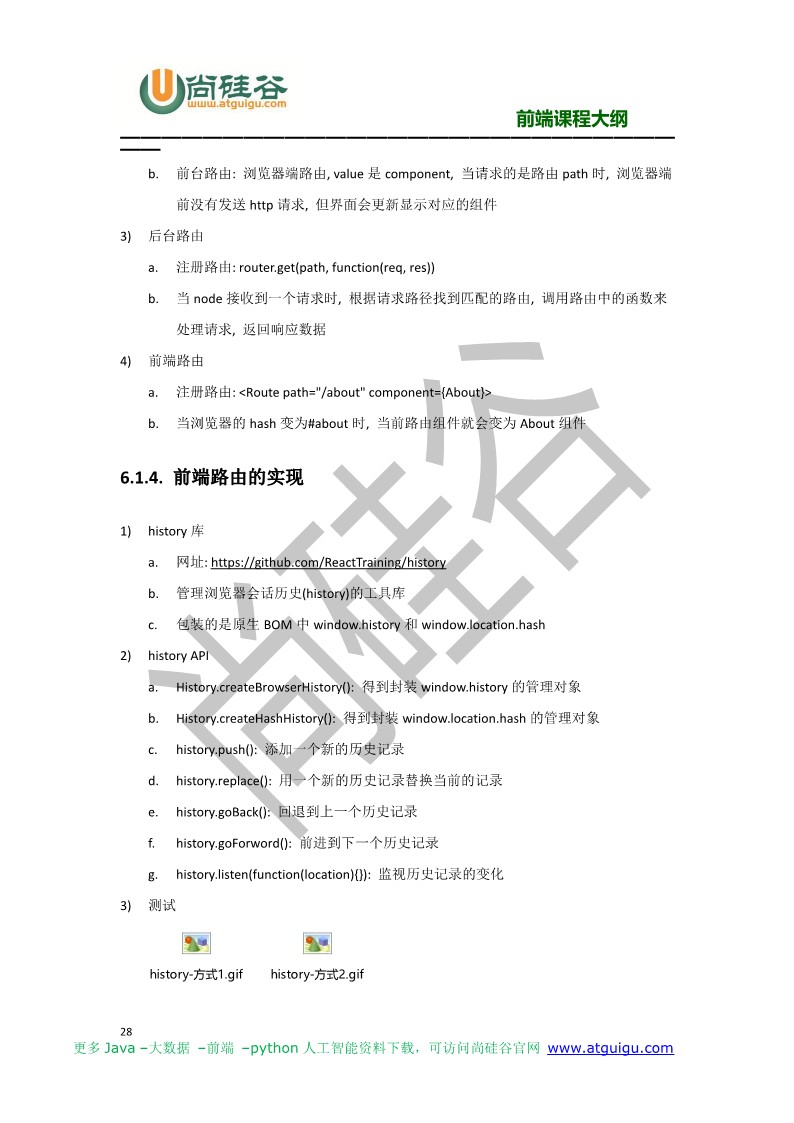 尚硅谷
www.atguigu.com
前端课程大纲
b. 前台路由: 浏览器端路由, value 是 component, 当请求的是路由 path 时, 浏览器端
前没有发送 http 请求, 但界面会更新显示对应的组件
3) 后台路由
a. 注册路由: router.get(path, function(req, res))
b. 当 node 接收到一个请求时, 根据请求路径找到匹配的路由, 调用路由中的函数来
处理请求, 返回响应数据
4) 前端路由
a. 注册路由: <Route path="/about" component={About}>
b. 当浏览器的 hash 变为#about 时, 当前路由组件就会变为 About 组件
6.1.4. 前端路由的实现
1) history 库
a. 网址: https://github.com/ReactTraining/history
b. 管理浏览器会话历史(history)的工具库
c. 包装的是原生 BOM 中 window.history 和 window.location.hash
2) history API
a. History.createBrowserHistory(): 得到封装 window.history 的管理对象
b. History.createHashHistory(): 得到封装 window.location.hash 的管理对象
c. history.push(): 添加一个新的历史记录
d. history.replace(): 用一个新的历史记录替换当前的记录
e. history.goBack(): 回退到上一个历史记录
f. history.goForword(): 前进到下一个历史记录
g. history.listen(function(location){}): 监视历史记录的变化
3) 测试
history-方式1.gif history-方式2.gif
尚硅谷
28
更多 Java –大数据 –前端 –python 人工智能资料下载，可访问尚硅谷官网 www.atguigu.com